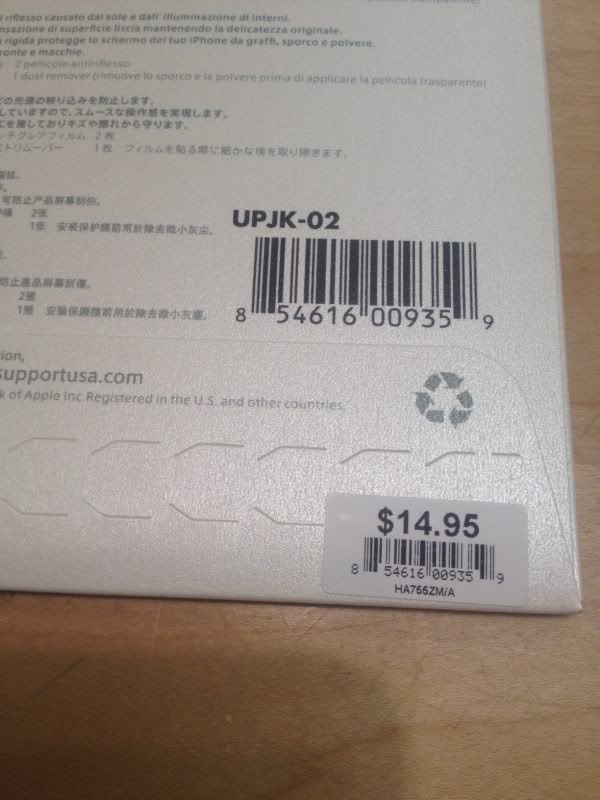 l riflesso causato dal sole e dall' illuminazione di interni.
nsazione di superficie liscia mantenendo la delicatezza originale.
a rigida protegge lo schermo del tuo iPhone da graffi, sporco e polvere.
ronte e macchie.
e : 2 pellicole antiriflesso
1 dust remover (rimuove lo sporco e la polvere prima di applicare la pellicola trasparente)
どの光源の映り込みを防止します。
していますので、スムースな操作感を実現します。
Cを施しておりキズや擦れから守ります。
ンチグレアフィルム 2 枚
ストリムーバー 1 枚 フィルムを貼る際に細かな埃を取り除きます。
可防止产品屏幕刮伤。
2张
1张 安装保护膜前用於除去微小灰尘。
UPJK-02
防止產品屏幕刮傷。
2張
1張 安裝保護膜前用於除去微小灰塵。
8 54616 00935 9
ion,
supportusa.com
k of Apple Inc.Registered in the U.S. and other countries.
$14.95
8 54616 00935 9
HA755ZM/A